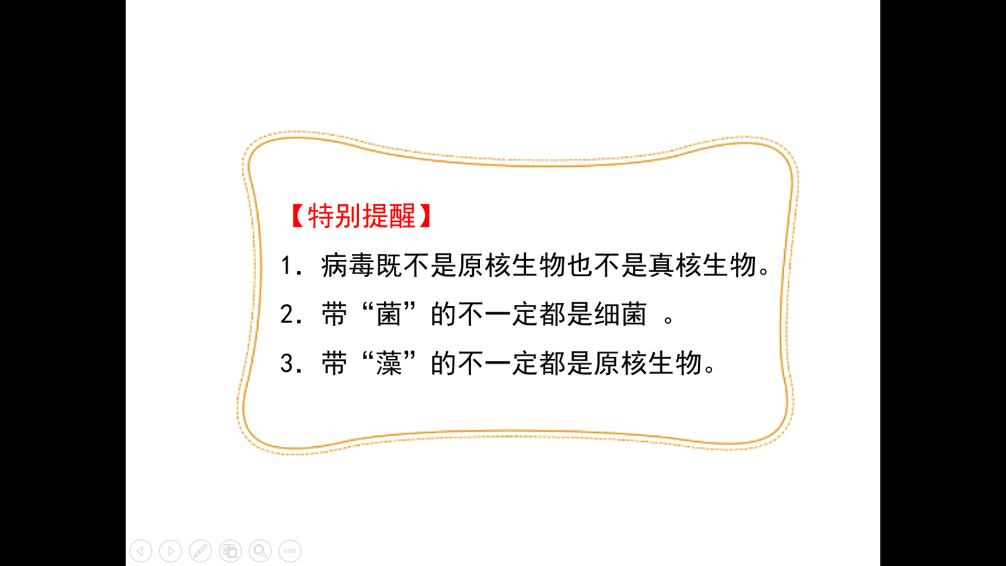 【特别提醒】
1. 病毒既不是原核生物也不是真核生物。
2. 带“菌”的不一定都是细菌 。
3. 带“藻”的不一定都是原核生物。